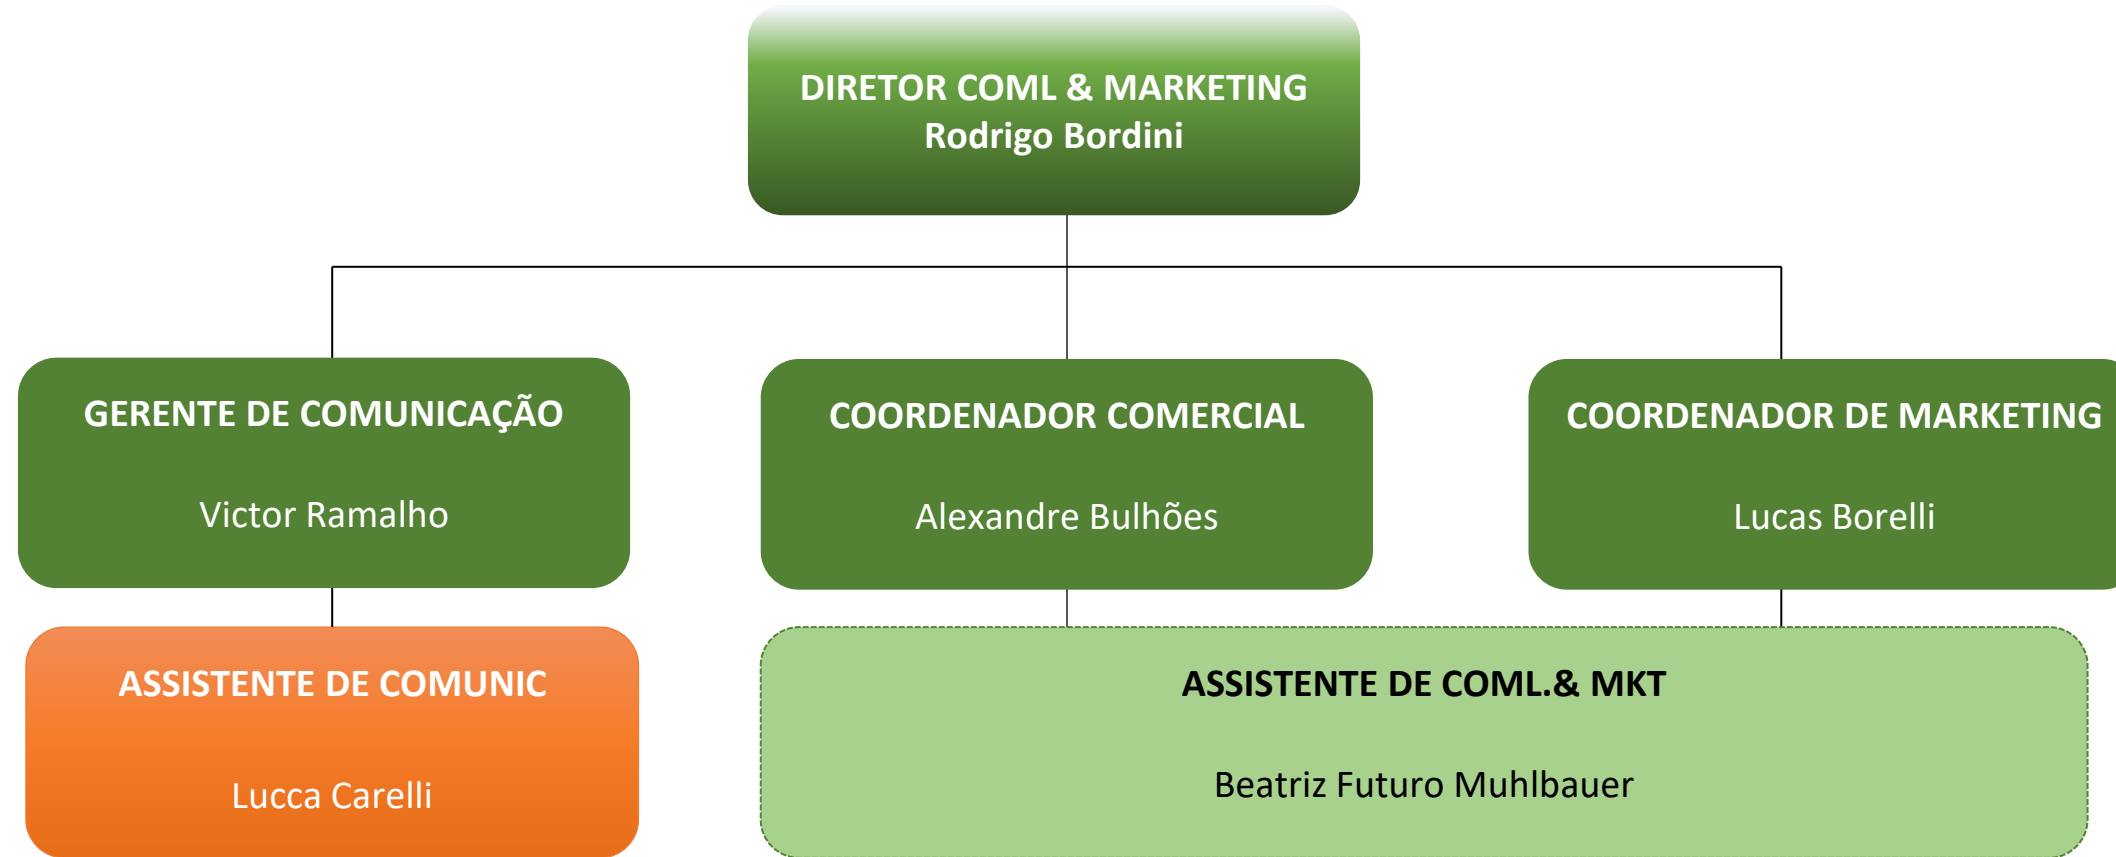 DIRETOR COML & MARKETING
Rodrigo Bordini
GERENTE DE COMUNICAÇÃO
Victor Ramalho
COORDENADOR COMERCIAL
Alexandre Bulhões
COORDENADOR DE MARKETING
Lucas Borelli
ASSISTENTE DE COMUNIC
Lucca Carelli
ASSISTENTE DE COML.& MKT
Beatriz Futuro Muhlbauer